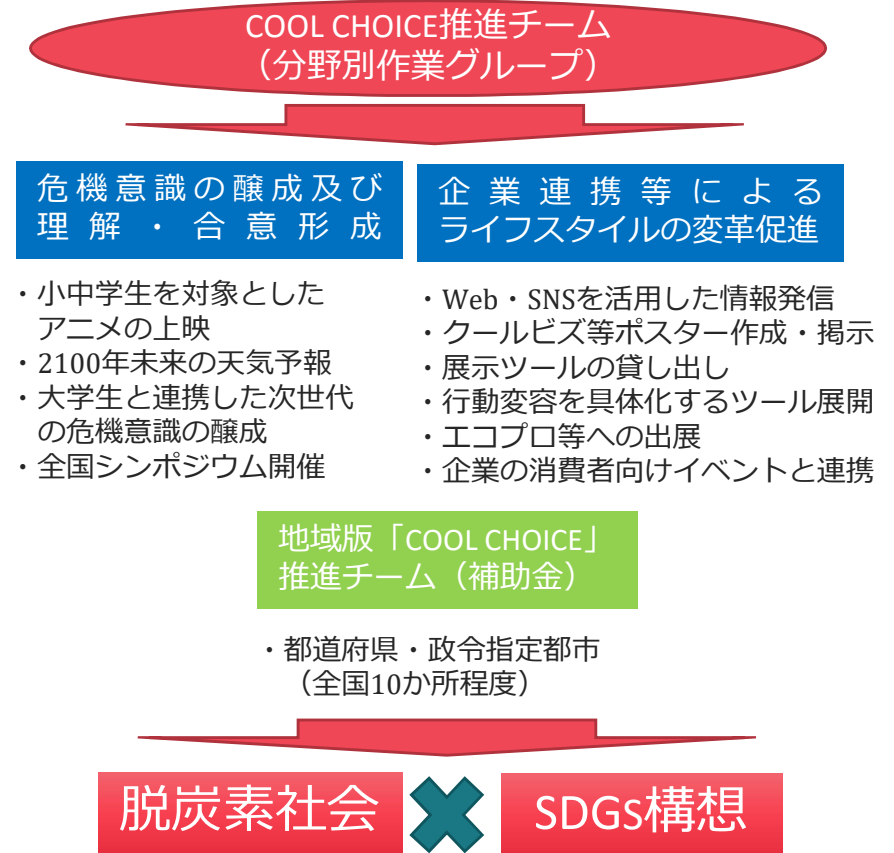 COOL CHOICE推進チーム
（分野別作業グループ）
危機意識の醸成及び
理解・合意形成
・小中学生を対象とした
アニメの上映
・2100年未来の天気予報
・大学生と連携した次世代
の危機意識の醸成
・全国シンポジウム開催
企業連携等による
ライフスタイルの変革促進
・Web・SNSを活用した情報発信
・クールビズ等ポスター作成・掲示
・展示ツールの貸し出し
・行動変容を具体化するツール展開
・エコプロ等への出展
・企業の消費者向けイベントと連携
地域版「COOL CHOICE」
推進チーム（補助金）
・都道府県・政令指定都市
（全国10か所程度）
脱炭素社会
SDGs構想